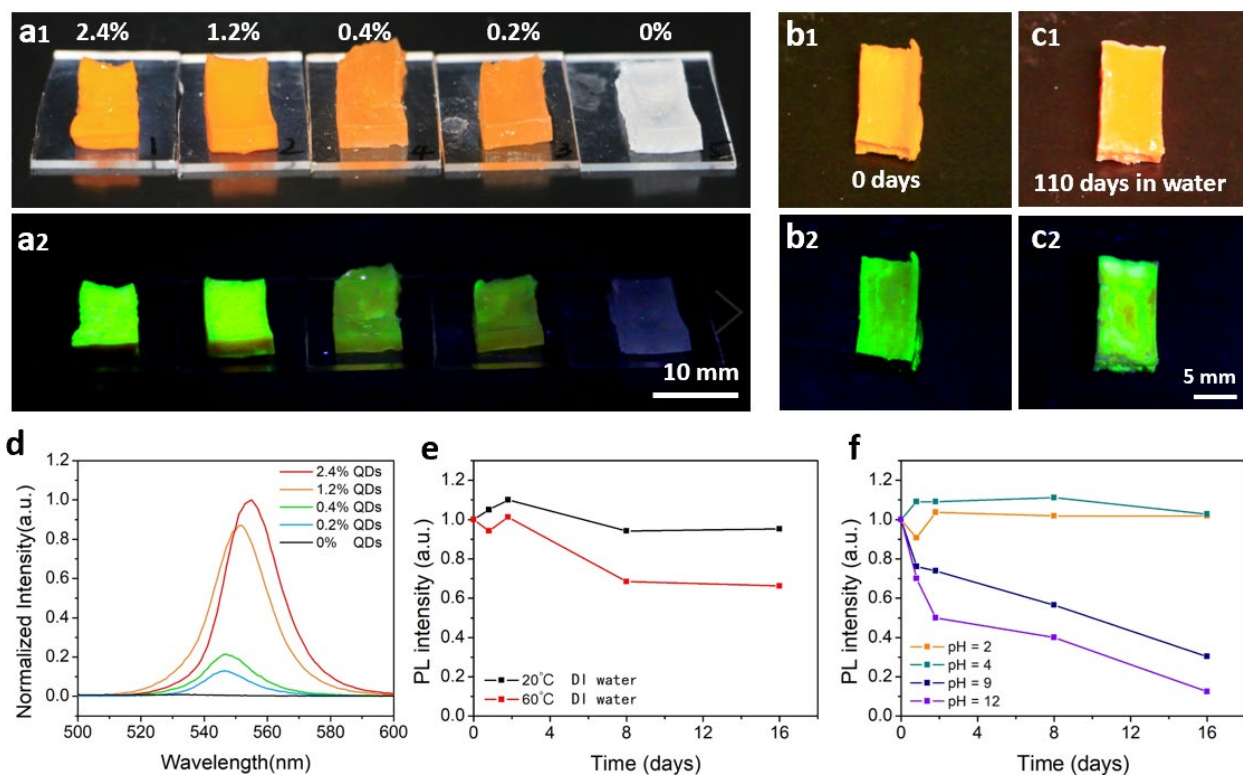 a1
2.4%
1.2%
0.4%
0.2%
0%
1
2
4
3
5
a2
10 mm
b1
0 days
c1
110 days in water
b2
c2
5 mm
d
Normalized Intensity(a.u.)
1.2
1.0
0.8
0.6
0.4
0.2
0.0
500
520
540
560
580
600
Wavelength(nm)
2.4% QDs
1.2% QDs
0.4% QDs
0.2% QDs
0% QDs
e
PL intensity (a.u.)
1.2
1.0
0.8
0.6
0.4
0.2
0.0
0
4
8
12
16
Time (days)
20°C DI water
60°C DI water
f
PL intensity (a.u.)
1.2
1.0
0.8
0.6
0.4
0.2
0.0
0
4
8
12
16
Time (days)
pH = 2
pH = 4
pH = 9
pH = 12